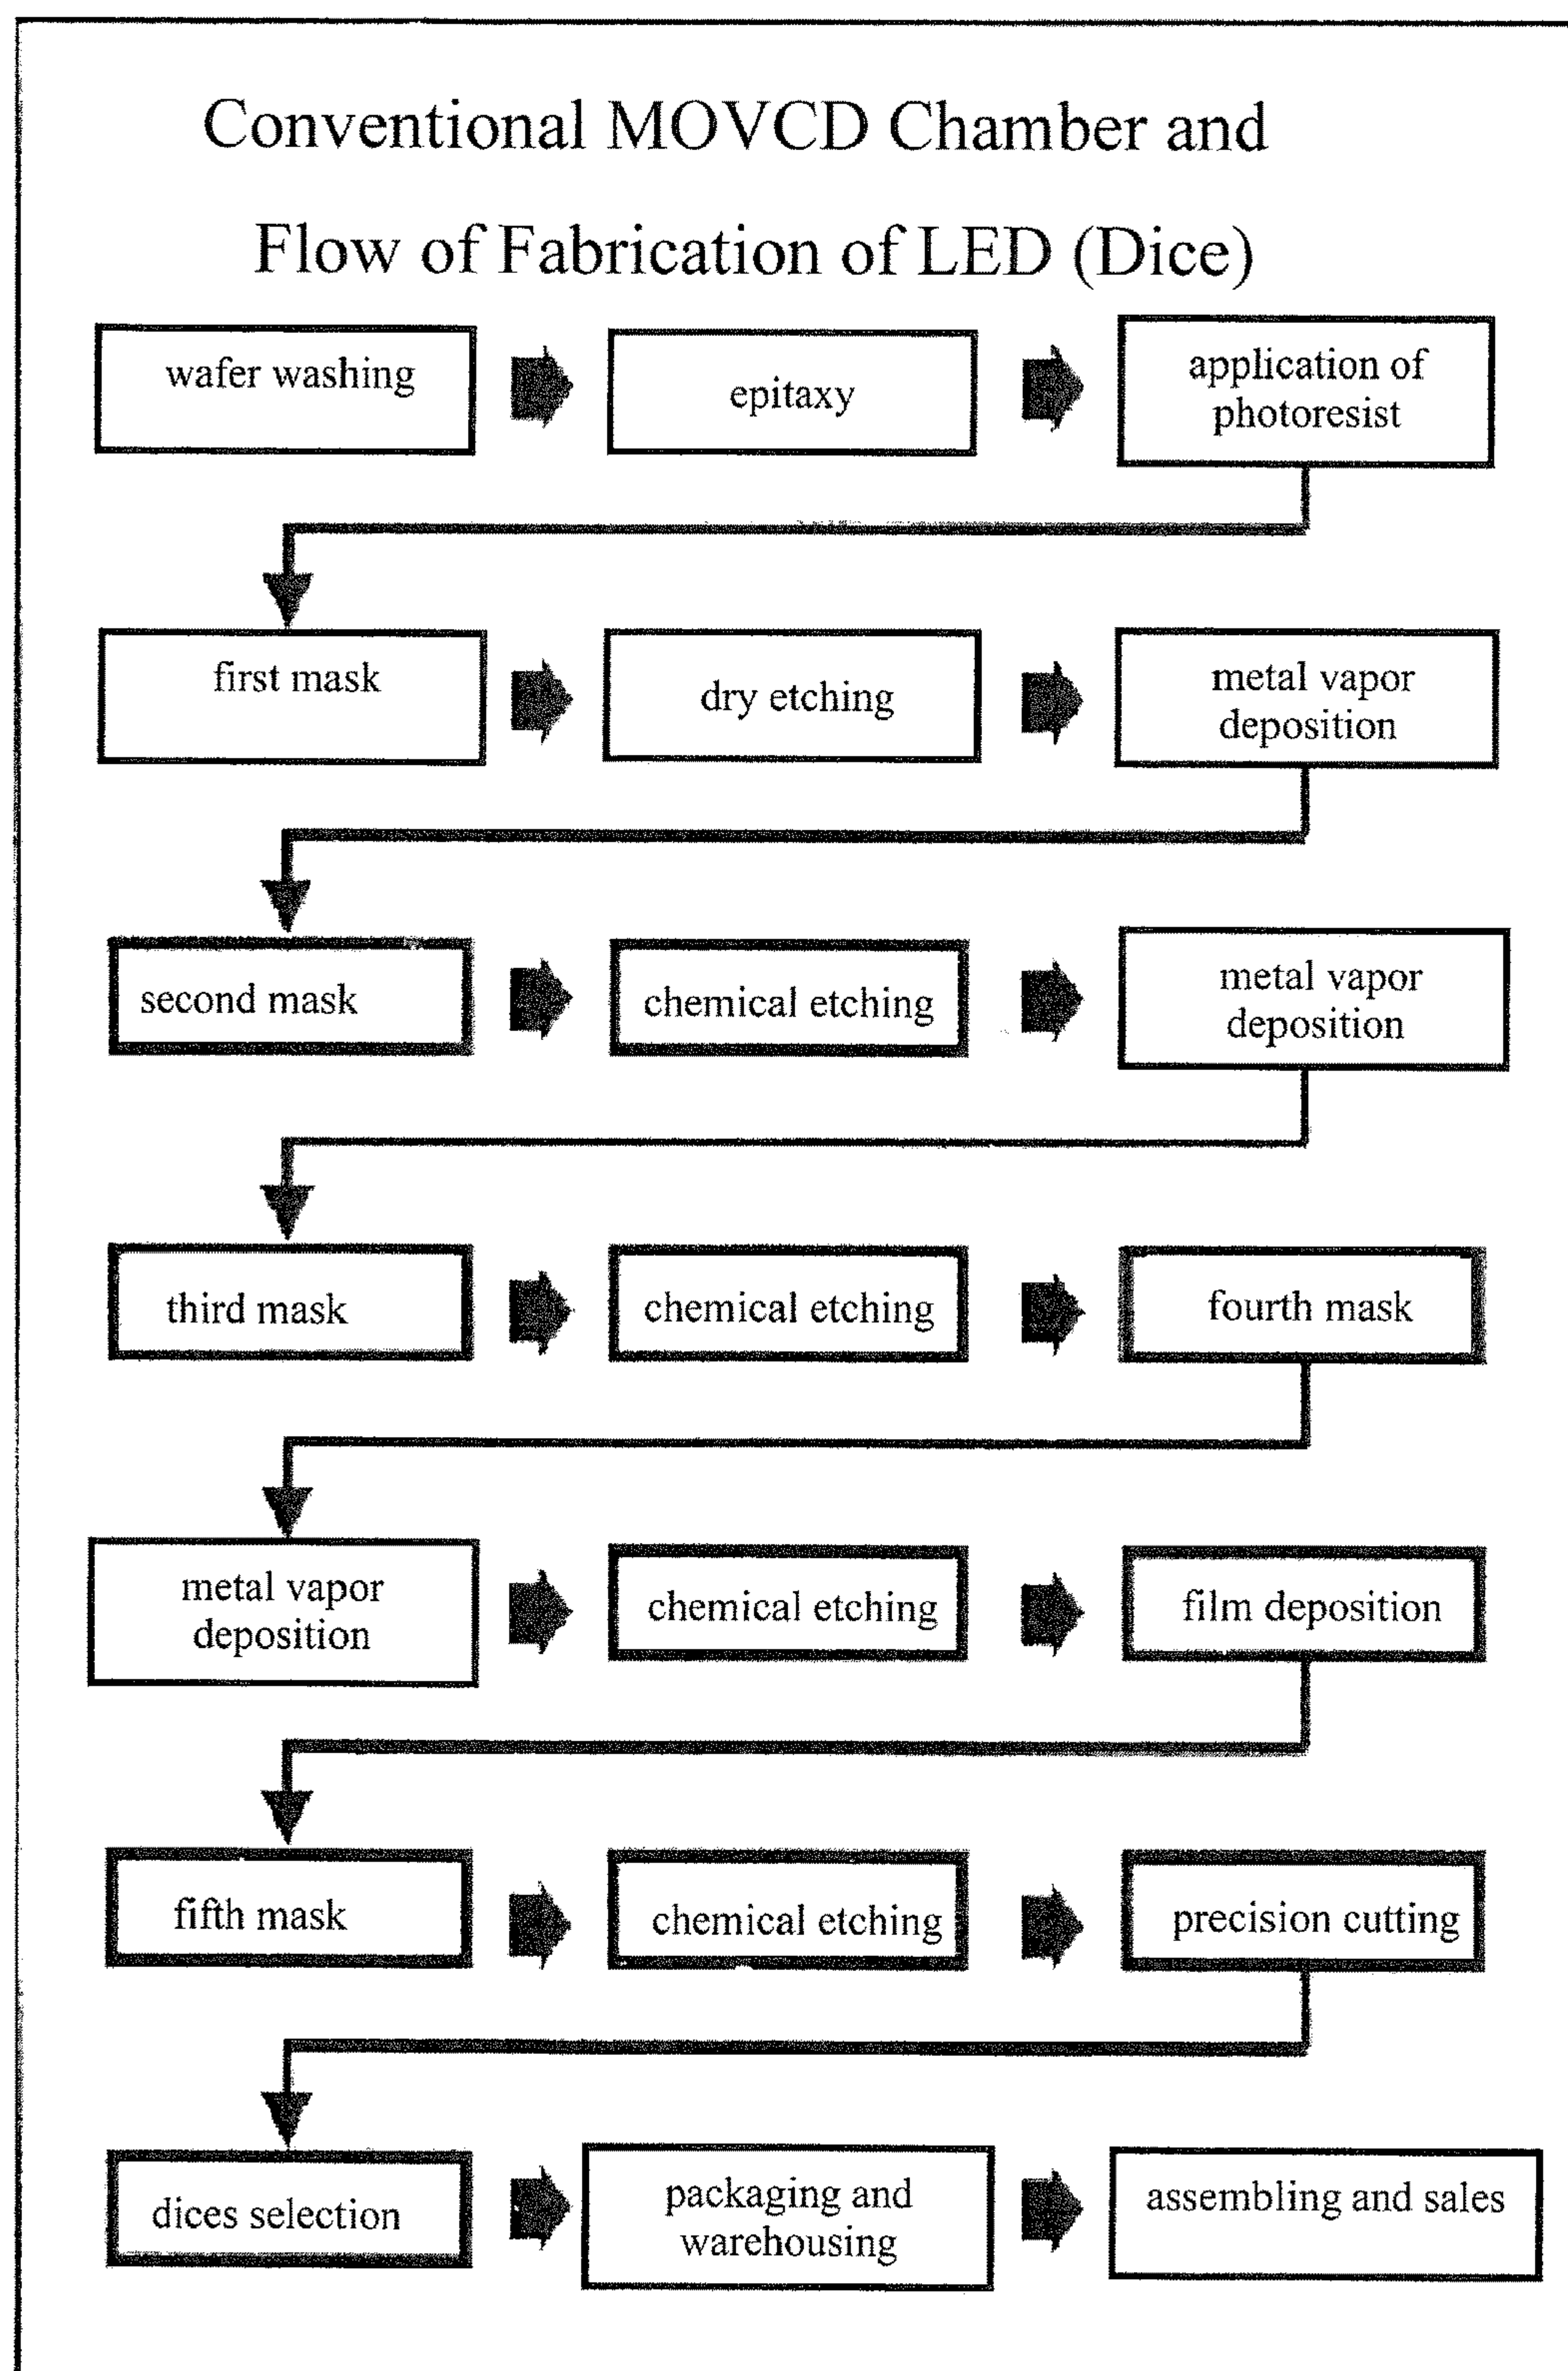 Conventional MOVCD Chamber and
Flow of Fabrication of LED (Dice)
wafer washing
epitaxy
application of
photoresist
first mask
dry etching
metal vapor
deposition
second mask
chemical etching
metal vapor
deposition
third mask
chemical etching
fourth mask
metal vapor
deposition
chemical etching
film deposition
fifth mask
chemical etching
precision cutting
dices selection
packaging and
warehousing
assembling and sales